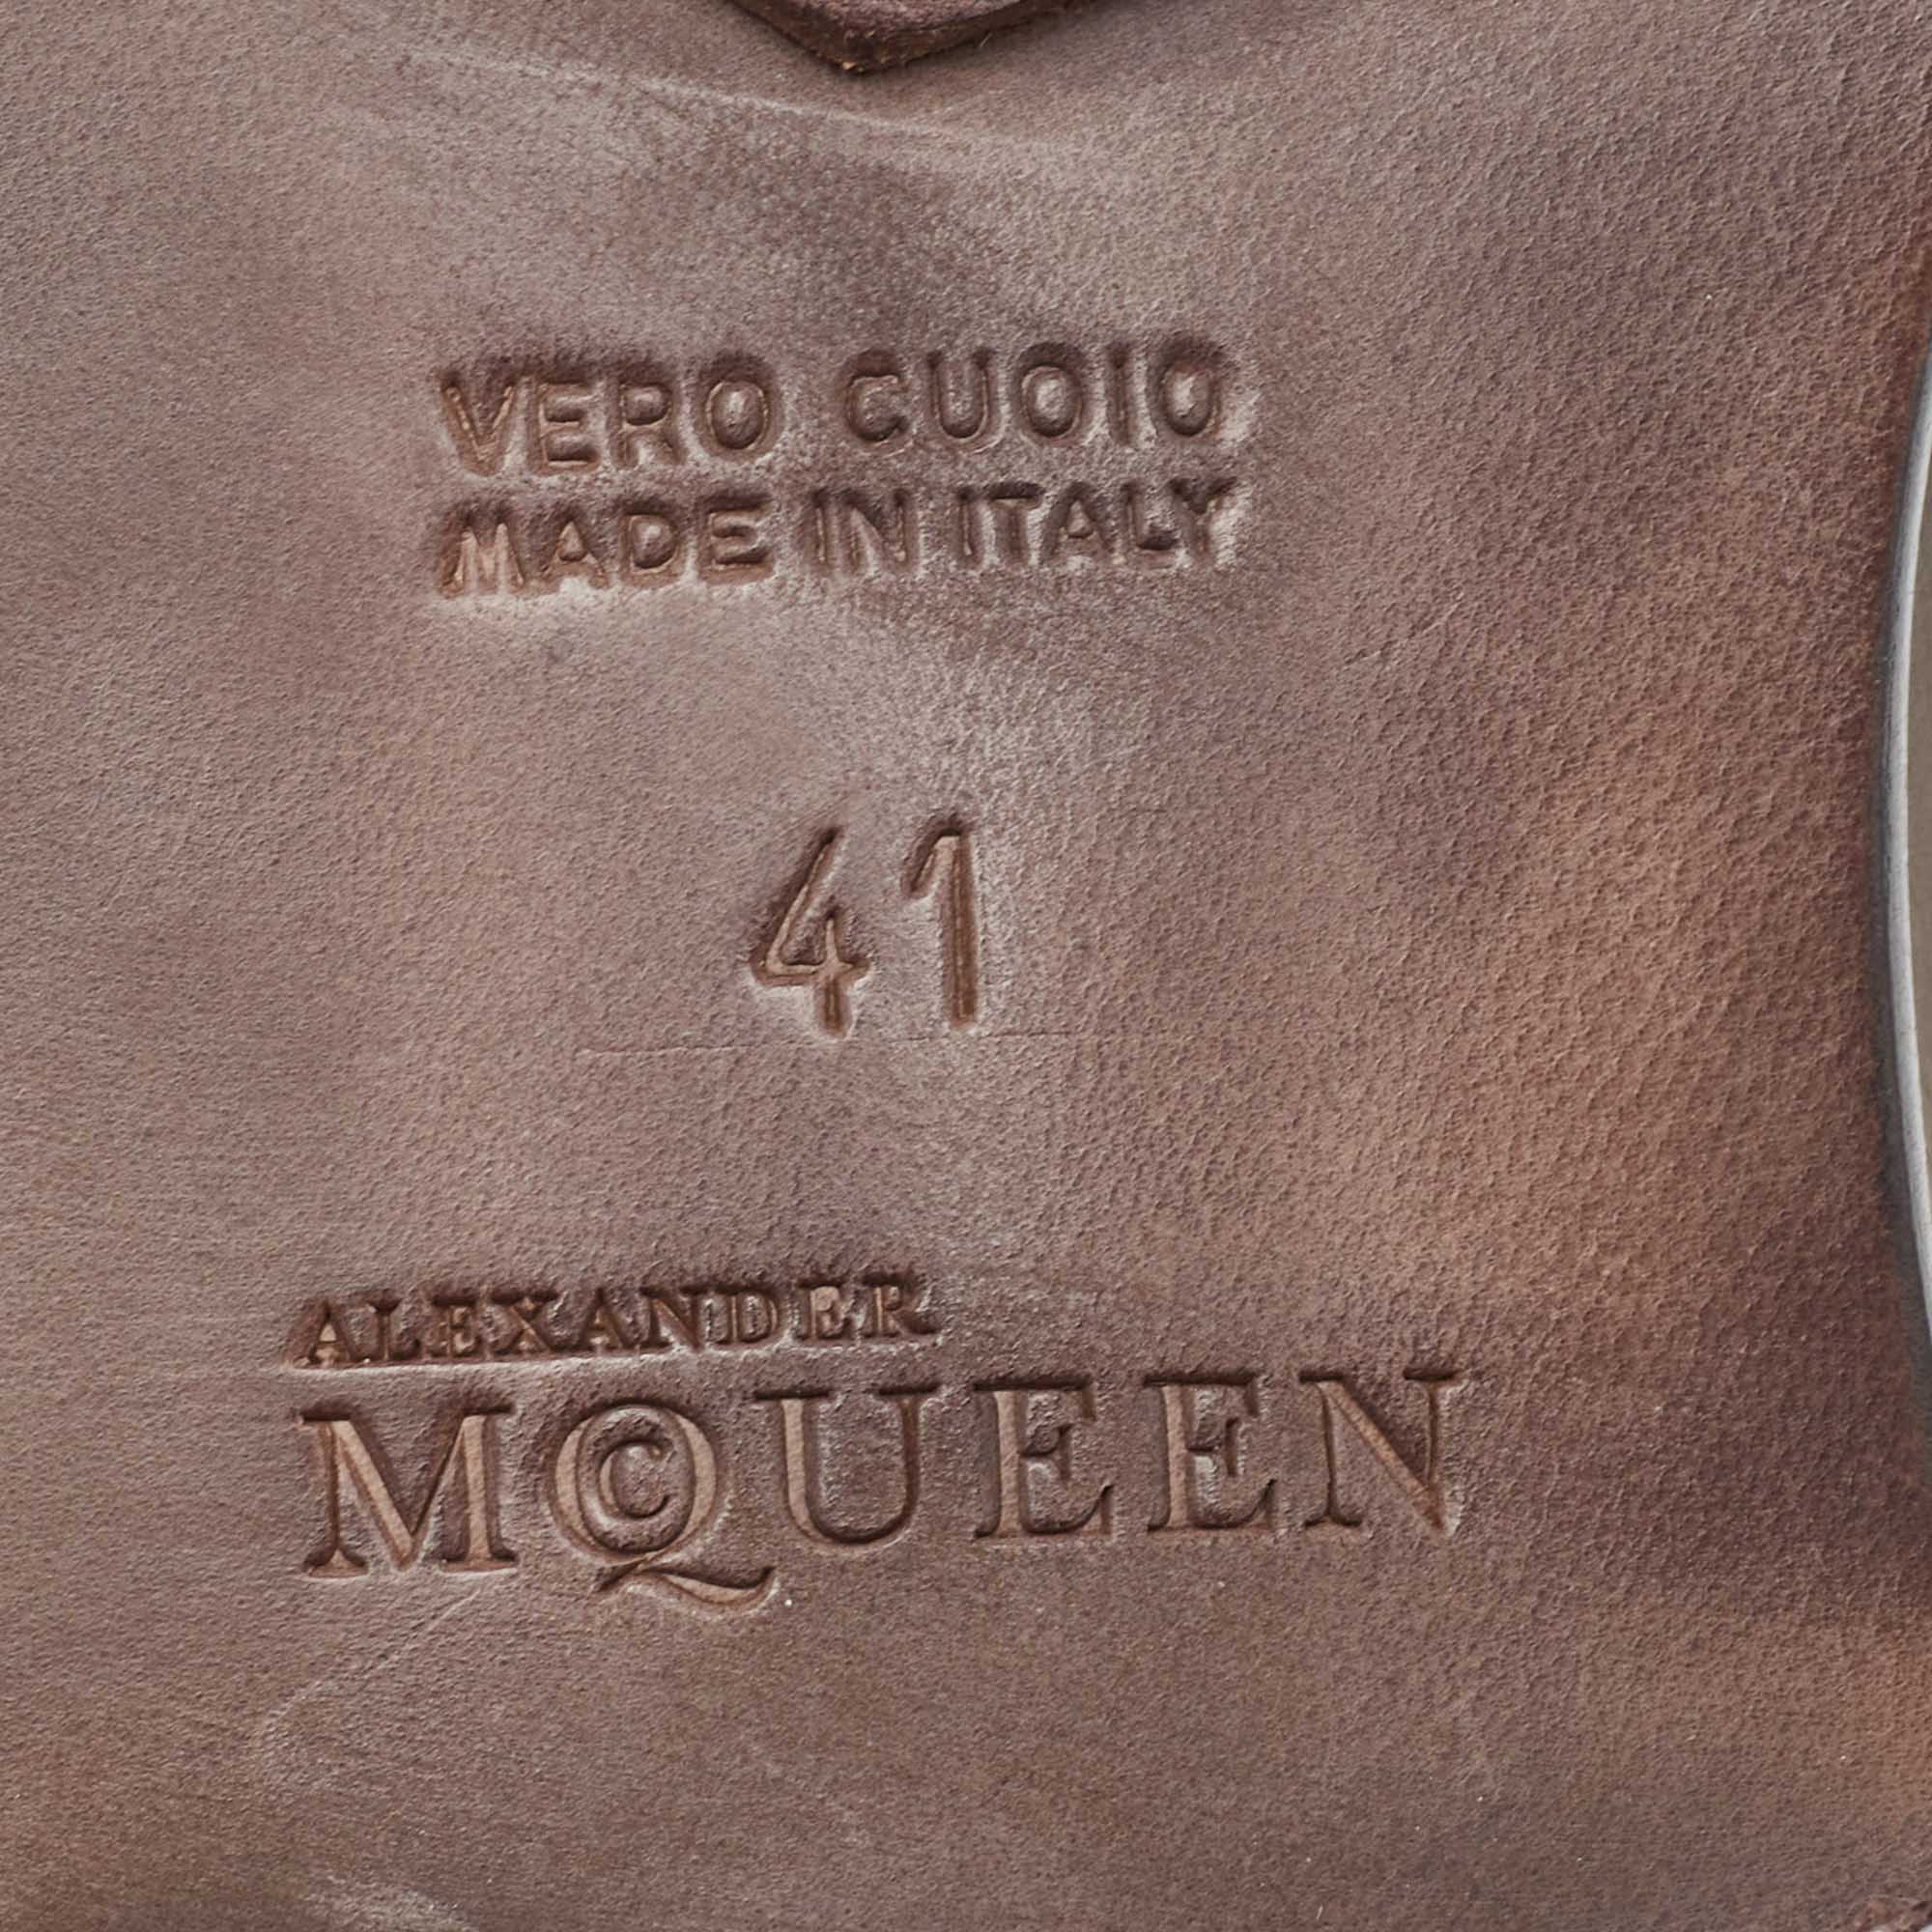 VERO CUOIO
MADE IN ITALY
41
ALEXANDER
MCQUEEN